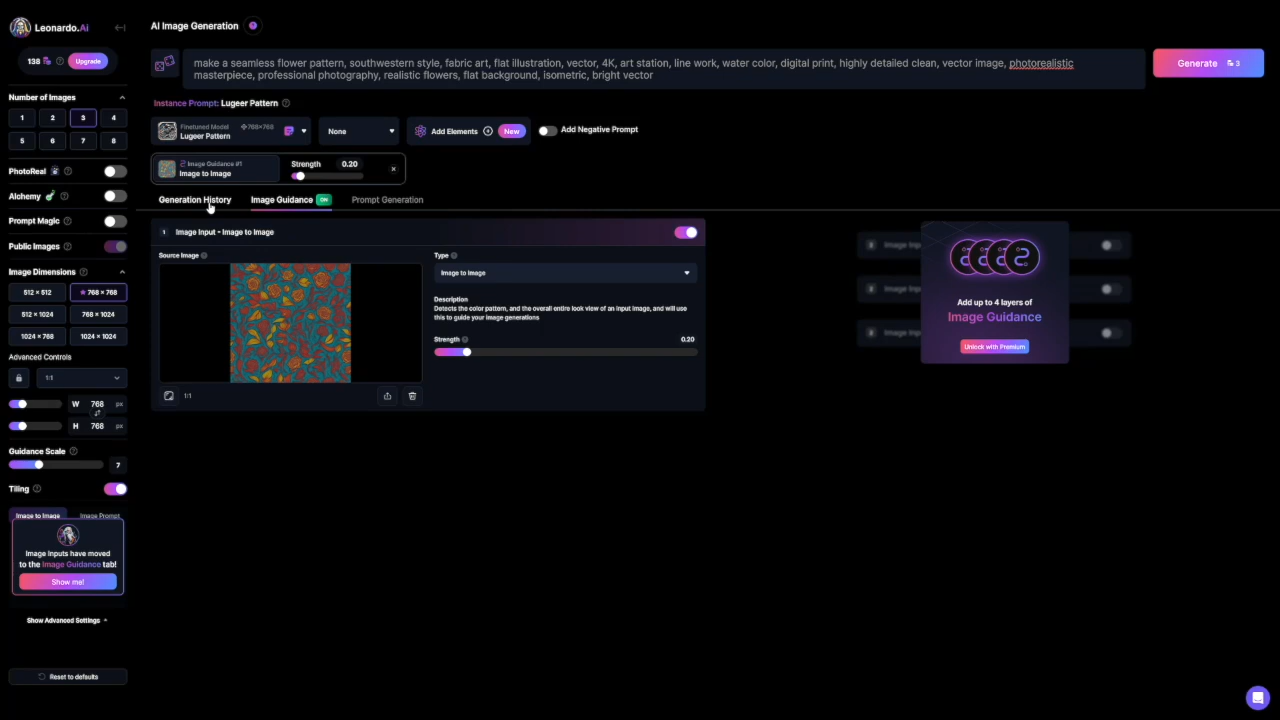 Leonardo.Ai
138
Upgrade
Number of Images
1 2 3 4
5 6 7 8
PhotoReal
Alchemy
Prompt Magic
Public Images
Image Dimensions
512 × 512
768 × 768
512 × 1024
768 × 1024
1024 × 768
1024 × 1024
Advanced Controls
1:1
W 768 px
H 768 px
Guidance Scale
7
Tiling
Image to Image
Image Prompt
Image Inputs have moved
to the Image Guidance tab!
Show me!
Show Advanced Settings
Reset to defaults
AI Image Generation
make a seamless flower pattern, southwestern style, fabric art, flat illustration, vector, 4K, art station, line work, water color, digital print, highly detailed clean, vector image, photorealistic
masterpiece, professional photography, realistic flowers, flat background, isometric, bright vector
Generate 3
Instance Prompt: Lugeer Pattern
Finetuned Model
768×768
Lugeer Pattern
None
Add Elements
New
Add Negative Prompt
Image Guidance #1
Image to Image
Strength 0.20
Generation History
Image Guidance ON
Prompt Generation
1 Image Input - Image to Image
Source Image
1:1
Type
Image to Image
Description
Detects the color pattern, and the overall entire look view of an input image, and will use
this to guide your image generations
Strength 0.20
Add up to 4 layers of
Image Guidance
Unlock with Premium